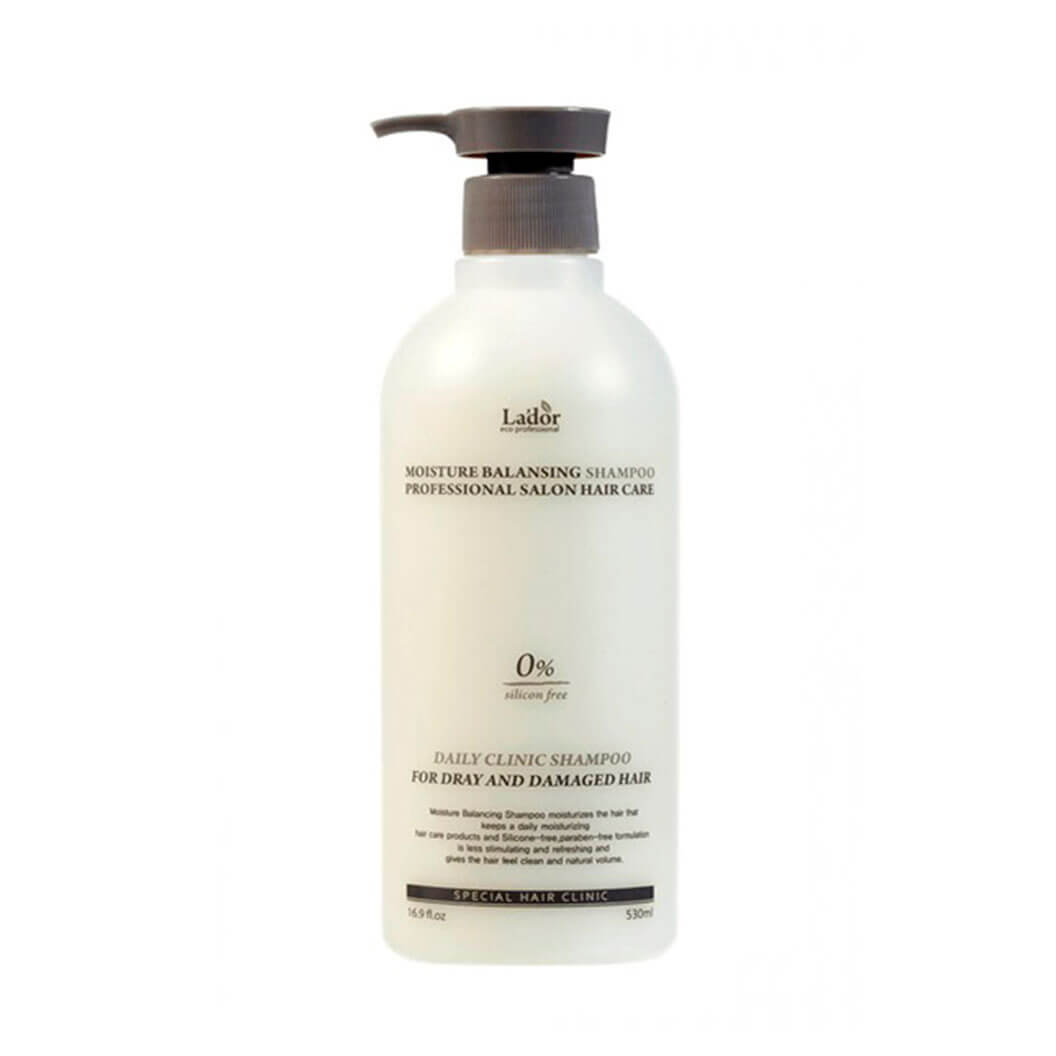 La'dor
eco professional
MOISTURE BALANSING SHAMPOO
PROFESSIONAL SALON HAIR CARE
0%
silicon free
DAILY CLINIC SHAMPOO
FOR DRAY AND DAMAGED HAIR
Moisture Balancing Shampoo moisturizes the hair that
keeps a daily moisturizing
hair care products and Silicone-free,paraben-free formulation
is less stimulating and refreshing and
gives the hair feel clean and natural volume.
SPECIAL HAIR CLINIC
16.9 fl.oz 530ml